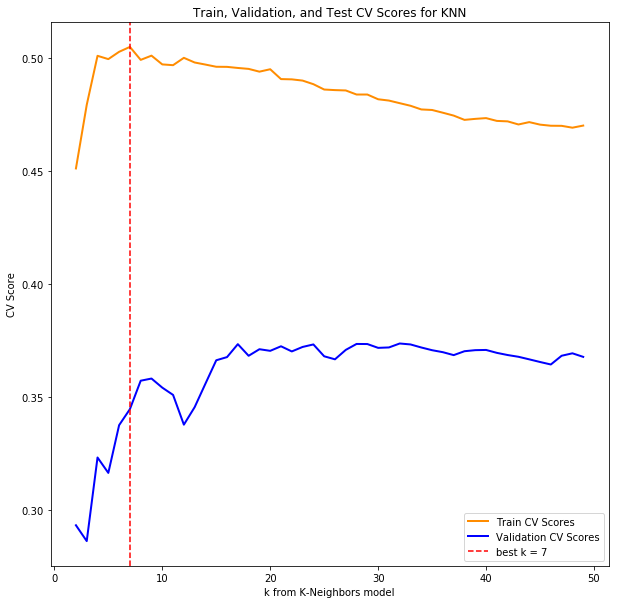 Train, Validation, and Test CV Scores for KNN
0.50
0.45
0.40
0.35
0.30
CV Score
0
10
20
30
40
50
k from K-Neighbors model
Train CV Scores
Validation CV Scores
best k = 7